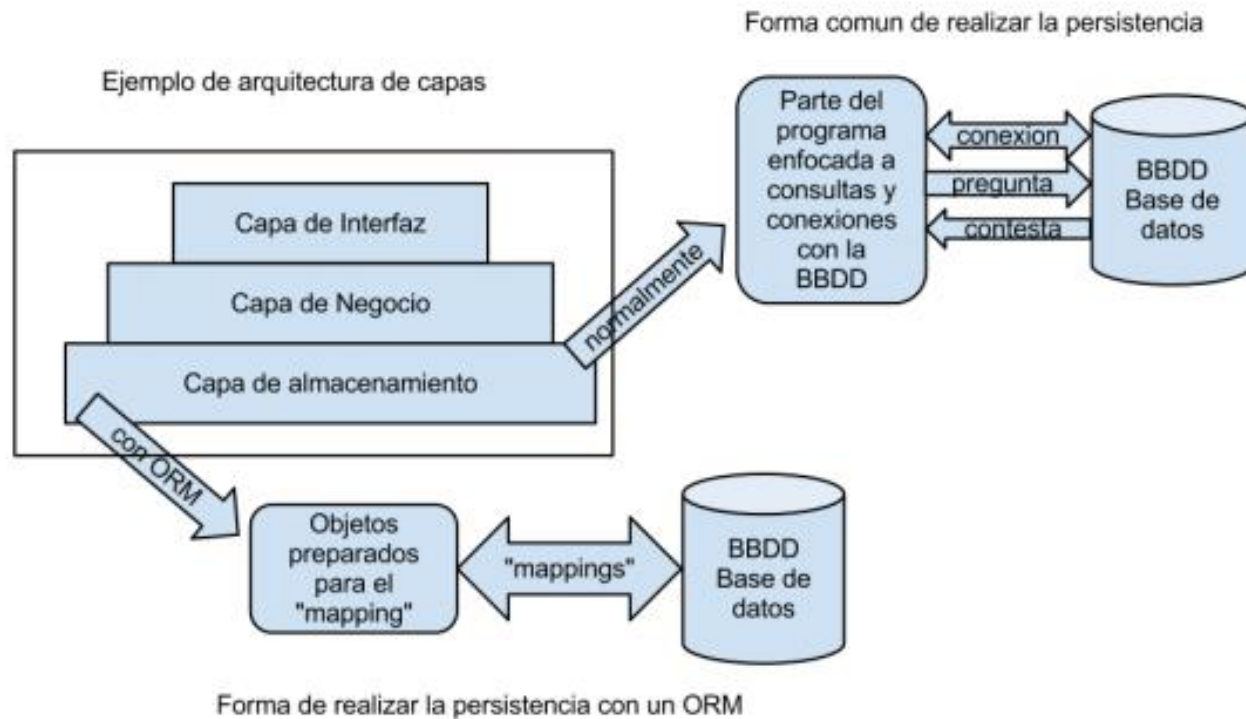 Forma comun de realizar la persistencia
Ejemplo de arquitectura de capas
Capa de Interfaz
Capa de Negocio
Capa de almacenamiento
normalmente
Parte del
programa
enfocada a
consultas y
conexiones
con la
BBDD
conexion
pregunta
contesta
BBDD
Base de
datos
con ORM
Objetos
preparados
para el
"mapping"
"mappings"
BBDD
Base de
datos
Forma de realizar la persistencia con un ORM